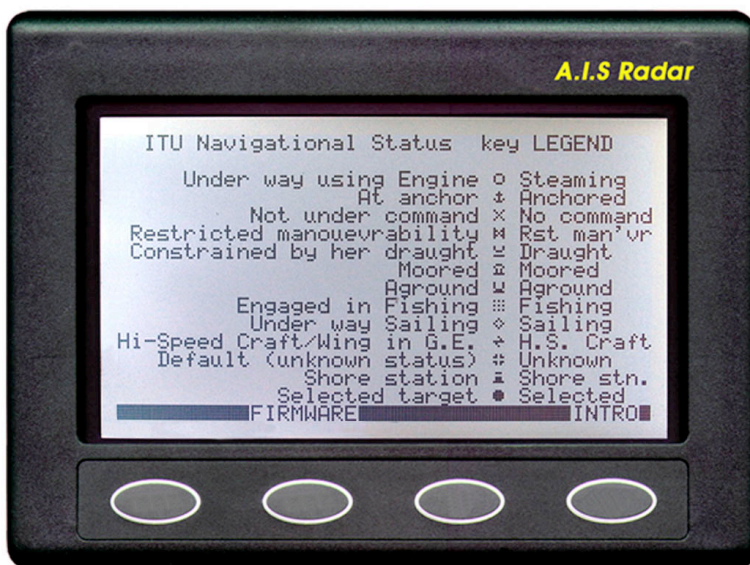 A.I.S Radar
ITU Navigational Status key LEGEND
Under way using Engine Steaming
At anchor Anchored
Not under command No command
Restricted manouevrability Rst man'vr
Constrained by her draught Draught
Moored Moored
Aground Aground
Engaged in Fishing Fishing
Under way Sailing Sailing
Hi-Speed Craft/Wing in G.E. H.S. Craft
Default (unknown status) Unknown
Shore station Shore stn.
Selected target Selected
FIRMWARE INTRO